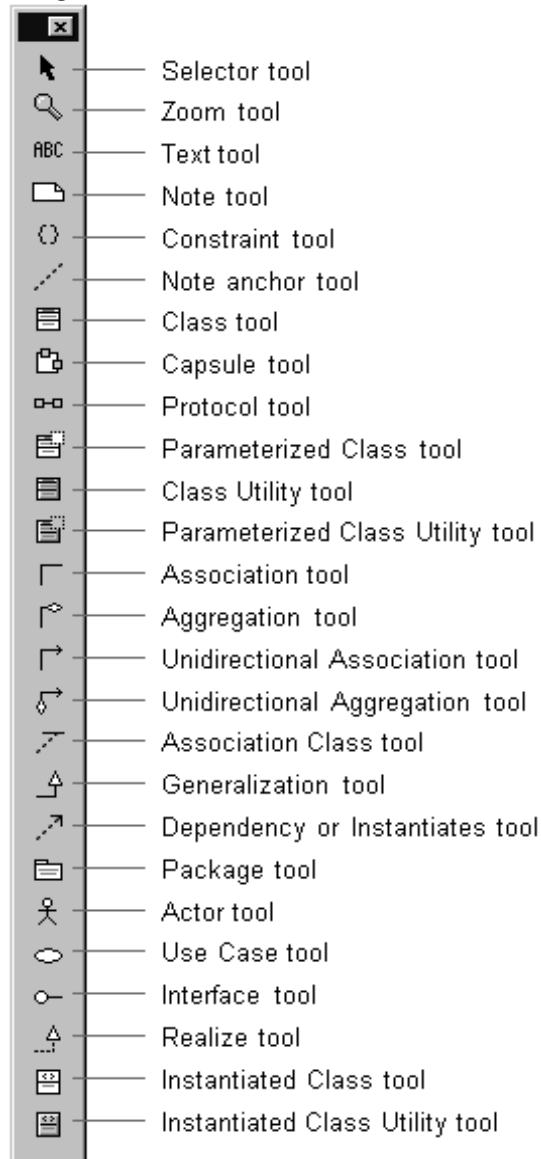 Selector tool
Zoom tool
ABC Text tool
Note tool
{} Constraint tool
Note anchor tool
Class tool
Capsule tool
Protocol tool
Parameterized Class tool
Class Utility tool
Parameterized Class Utility tool
Association tool
Aggregation tool
Unidirectional Association tool
Unidirectional Aggregation tool
Association Class tool
Generalization tool
Dependency or Instantiates tool
Package tool
Actor tool
Use Case tool
Interface tool
Realize tool
Instantiated Class tool
Instantiated Class Utility tool